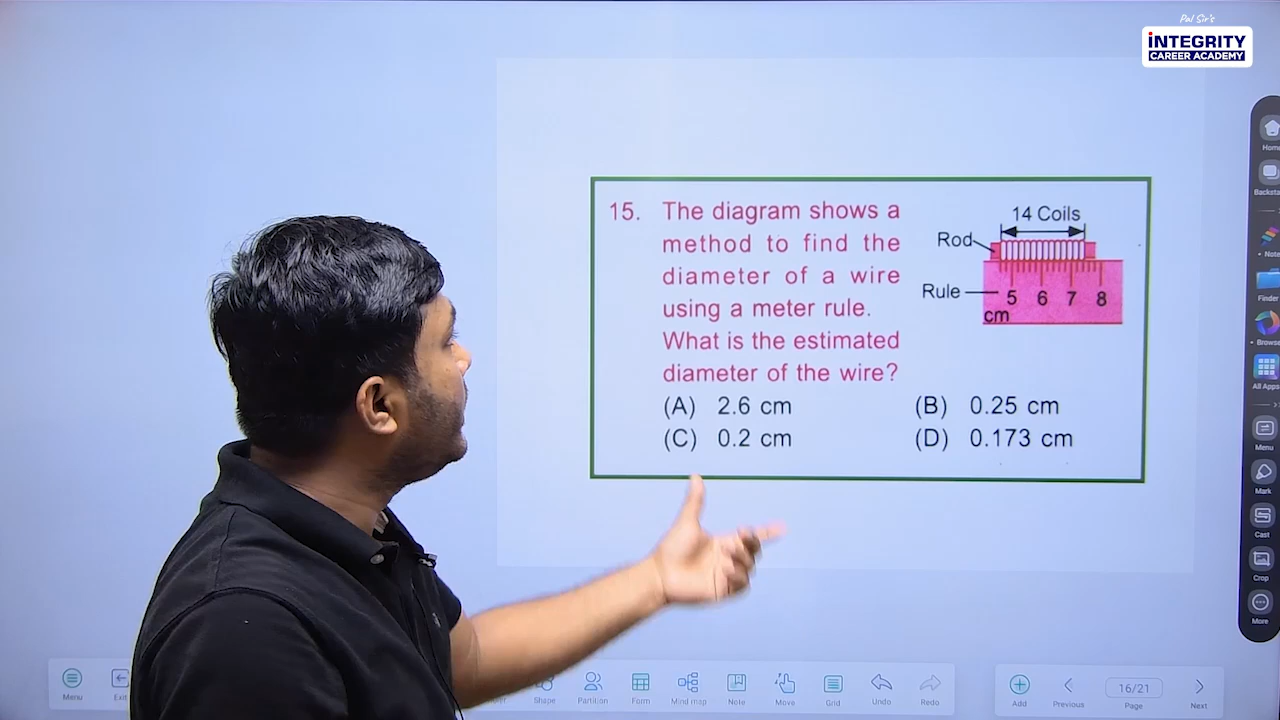 Pal Sir's
iNTEGRITY
CAREER ACADEMY
15. The diagram shows a
method to find the
diameter of a wire
using a meter rule.
What is the estimated
diameter of the wire?
14 Coils
Rod
Rule
5 6 7 8
cm
(A) 2.6 cm (B) 0.25 cm
(C) 0.2 cm (D) 0.173 cm
Home
Note
Finder
Browse
All Apps
Menu
Mark
Cast
Crop
More
Menu
Exit
Shape
Partition
Form
Mind map
Note
Move
Grid
Undo
Redo
Add
Previous
16/21
Page
Next